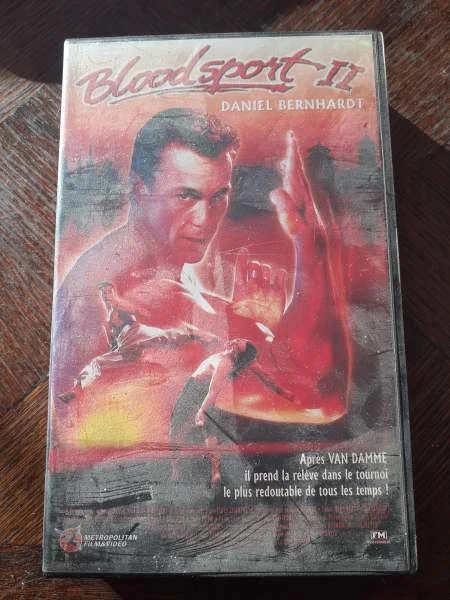 Bloodsport II
DANIEL BERNHARDT
Après VAN DAMME
il prend la relève dans le tournoi
le plus redoutable de tous les temps !
METROPOLITAN
FILM&VIDEO